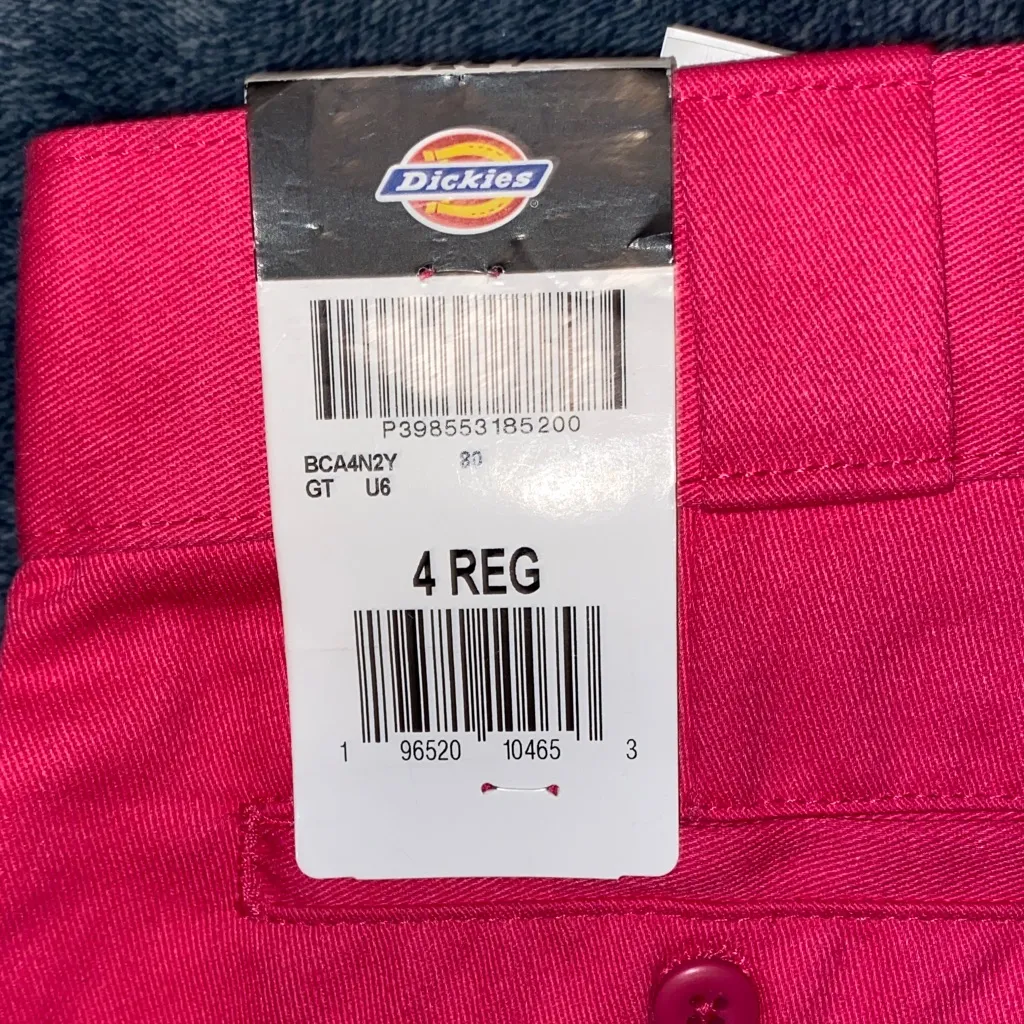 Dickies
P398553185200
BCA4N2Y 80
GT U6
4 REG
1 96520 10465 3